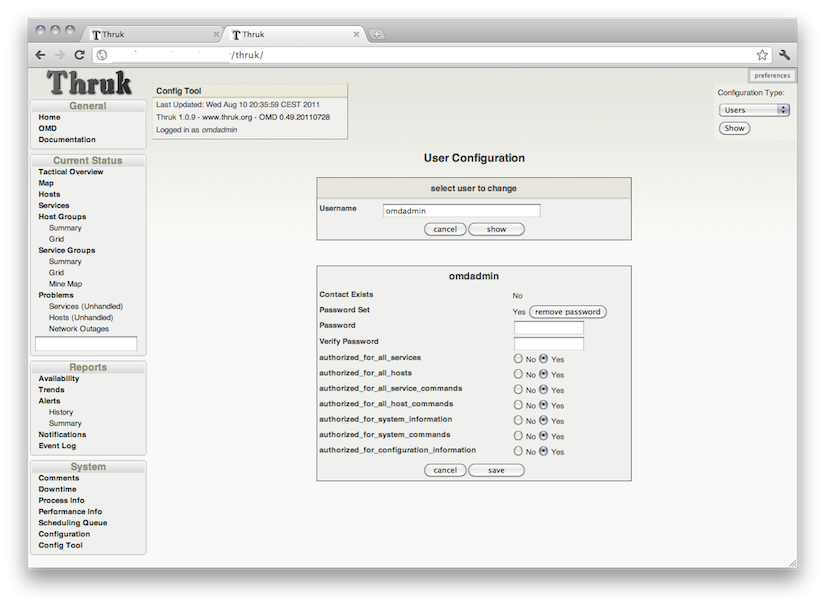 Thruk
Thruk
/thruk/
Thruk
preferences
Config Tool
Last Updated: Wed Aug 10 20:35:59 CEST 2011
Thruk 1.0.9 - www.thruk.org - OMD 0.49.20110728
Logged in as omdadmin
Configuration Type:
Users
Show
General
Home
OMD
Documentation
Current Status
Tactical Overview
Map
Hosts
Services
Host Groups
Summary
Grid
Service Groups
Summary
Grid
Mine Map
Problems
Services (Unhandled)
Hosts (Unhandled)
Network Outages
Reports
Availability
Trends
Alerts
History
Summary
Notifications
Event Log
System
Comments
Downtime
Process Info
Performance Info
Scheduling Queue
Configuration
Config Tool
User Configuration
select user to change
Username omdadmin
cancel show
omdadmin
Contact Exists No
Password Set Yes remove password
Password
Verify Password
authorized_for_all_services No Yes
authorized_for_all_hosts No Yes
authorized_for_all_service_commands No Yes
authorized_for_all_host_commands No Yes
authorized_for_system_information No Yes
authorized_for_system_commands No Yes
authorized_for_configuration_information No Yes
cancel save